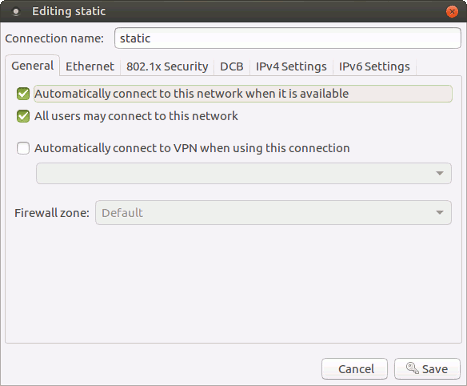 Editing static
Connection name: static
General Ethernet 802.1x Security DCB IPv4 Settings IPv6 Settings
Automatically connect to this network when it is available
All users may connect to this network
Automatically connect to VPN when using this connection
Firewall zone: Default
Cancel Save